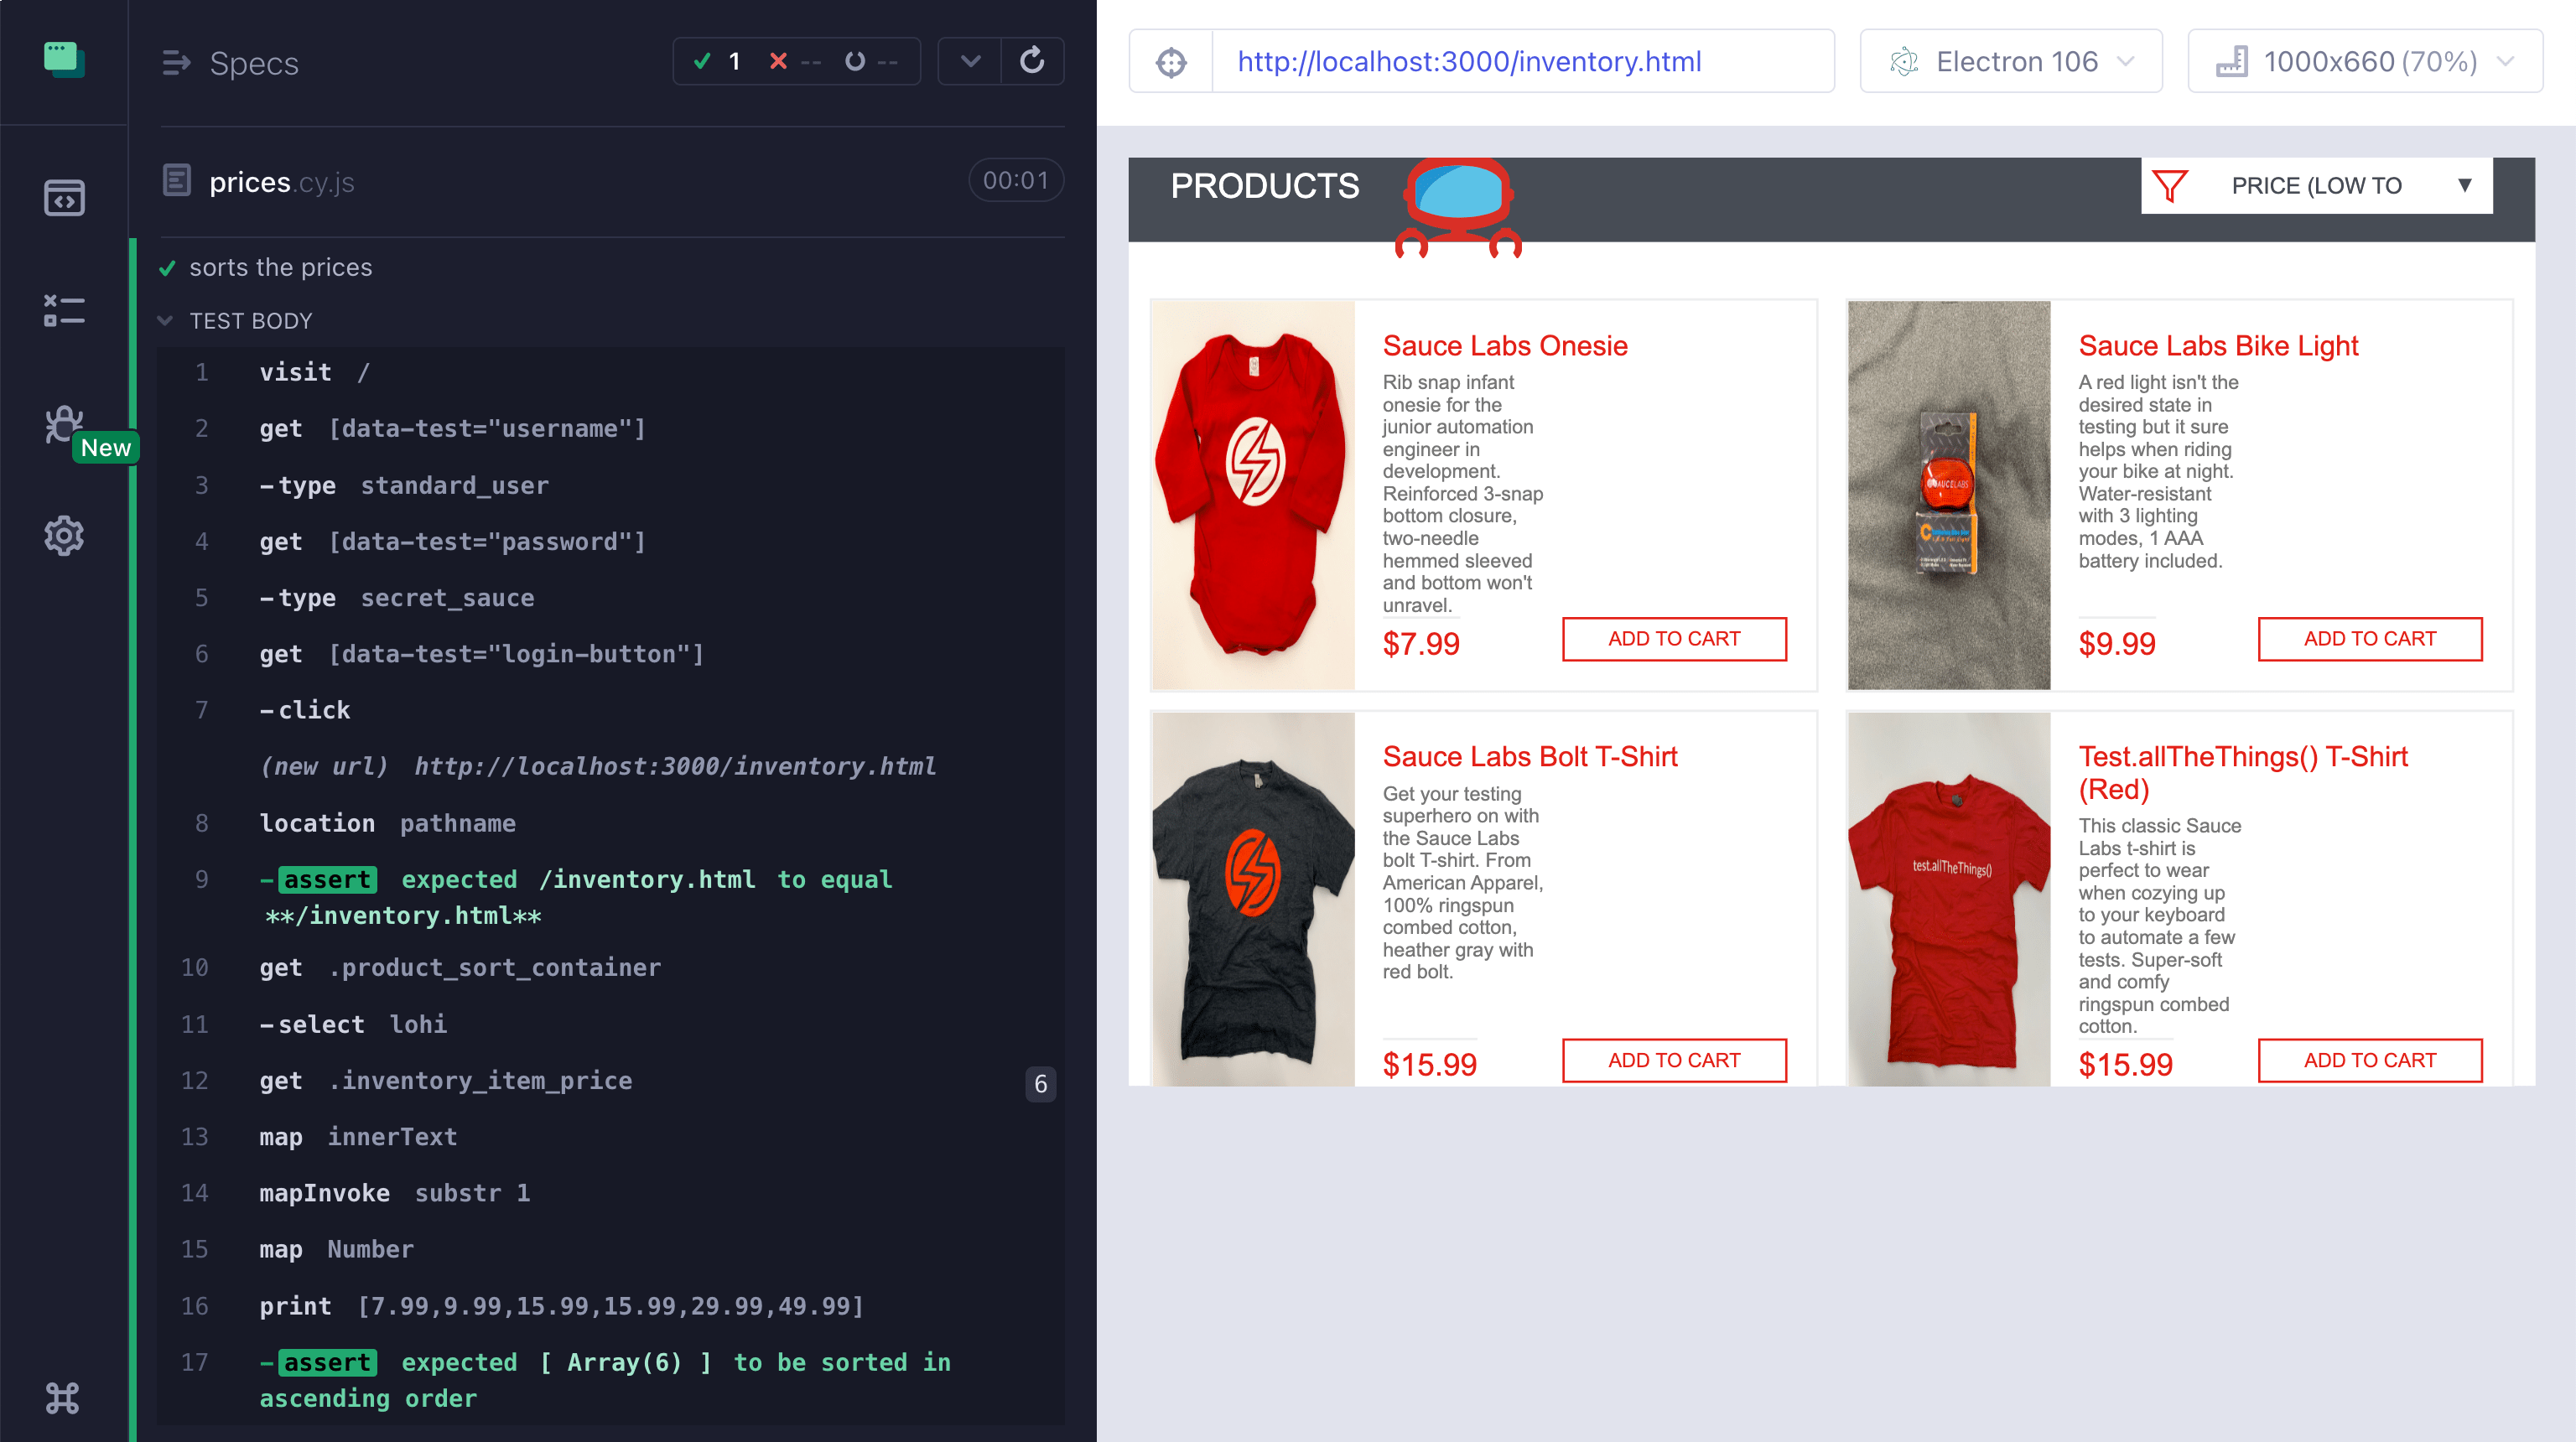 Specs
1 -- --
prices.cy.js
00:01
sorts the prices
TEST BODY
1 visit /
2 get [data-test="username"]
3 -type standard_user
4 get [data-test="password"]
5 -type secret_sauce
6 get [data-test="login-button"]
7 -click
(new url) http://localhost:3000/inventory.html
8 location pathname
9 -assert expected /inventory.html to equal
**/inventory.html**
10 get .product_sort_container
11 -select lohi
12 get .inventory_item_price 6
13 map innerText
14 mapInvoke substr 1
15 map Number
16 print [7.99,9.99,15.99,15.99,29.99,49.99]
17 -assert expected [ Array(6) ] to be sorted in
ascending order
New
http://localhost:3000/inventory.html
Electron 106
1000x660 (70%)
PRODUCTS
PRICE (LOW TO
Sauce Labs Onesie
Rib snap infant
onesie for the
junior automation
engineer in
development.
Reinforced 3-snap
bottom closure,
two-needle
hemmed sleeved
and bottom won't
unravel.
$7.99
ADD TO CART
Sauce Labs Bike Light
A red light isn't the
desired state in
testing but it sure
helps when riding
your bike at night.
Water-resistant
with 3 lighting
modes, 1 AAA
battery included.
$9.99
ADD TO CART
SAUCELABS
Sauce Labs Bolt T-Shirt
Get your testing
superhero on with
the Sauce Labs
bolt T-shirt. From
American Apparel,
100% ringspun
combed cotton,
heather gray with
red bolt.
$15.99
ADD TO CART
test.allTheThings()
Test.allTheThings() T-Shirt
(Red)
This classic Sauce
Labs t-shirt is
perfect to wear
when cozying up
to your keyboard
to automate a few
tests. Super-soft
and comfy
ringspun combed
cotton.
$15.99
ADD TO CART